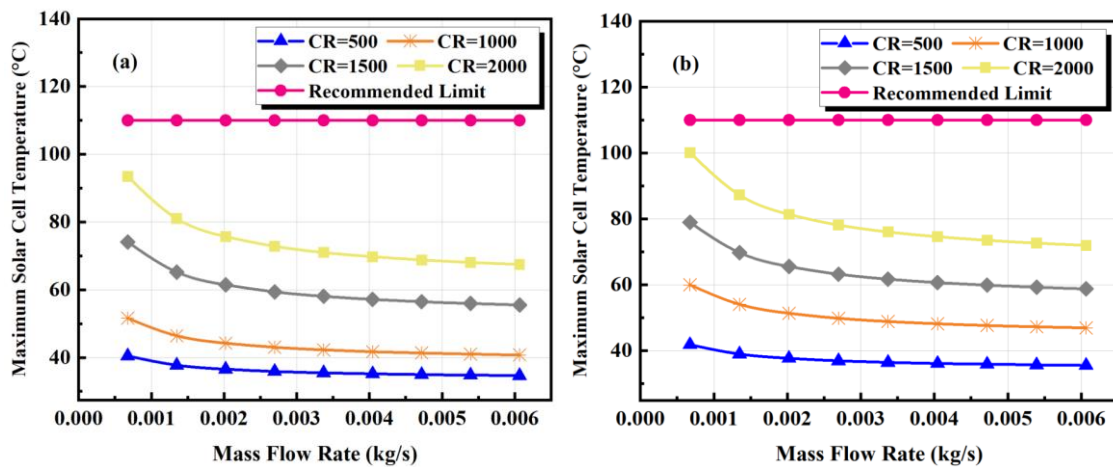 (a)
CR=500 CR=1000
CR=1500 CR=2000
Recommended Limit
Maximum Solar Cell Temperature (°C)
140
120
100
80
60
40
0.000 0.001 0.002 0.003 0.004 0.005 0.006
Mass Flow Rate (kg/s)
(b)
CR=500 CR=1000
CR=1500 CR=2000
Recommended Limit
Maximum Solar Cell Temperature (°C)
140
120
100
80
60
40
0.000 0.001 0.002 0.003 0.004 0.005 0.006
Mass Flow Rate (kg/s)